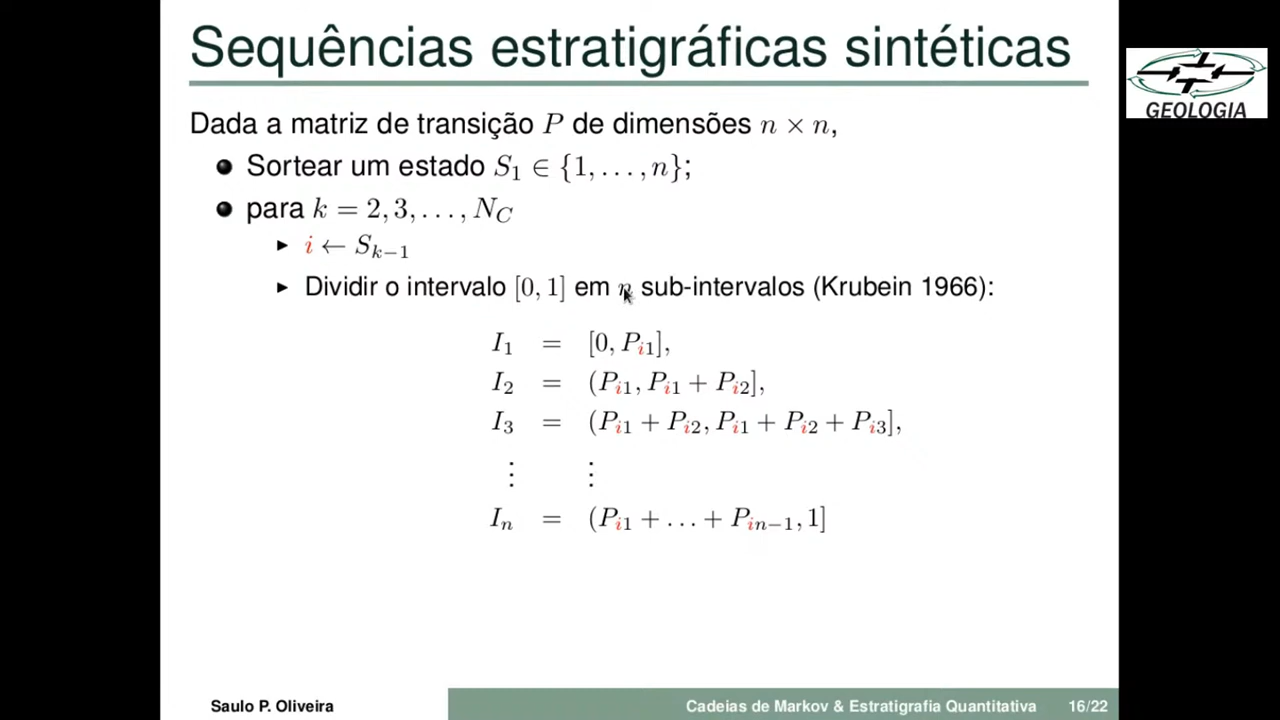 Sequências estratigráficas sintéticas
GEOLOGIA
Dada a matriz de transição P de dimensões n × n,
Sortear um estado S₁ ∈ {1, . . . , n};
para k = 2, 3, . . . , N_C
i ← S_{k−1}
Dividir o intervalo [0, 1] em n sub-intervalos (Krubein 1966):
I₁ = [0, P_{i1}],
I₂ = (P_{i1}, P_{i1} + P_{i2}],
I₃ = (P_{i1} + P_{i2}, P_{i1} + P_{i2} + P_{i3}],
⋮ ⋮
I_n = (P_{i1} + . . . + P_{in−1}, 1]
Saulo P. Oliveira
Cadeias de Markov & Estratigrafia Quantitativa 16/22